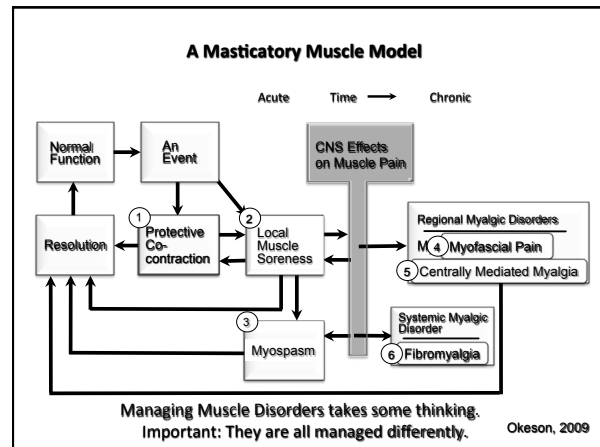 A Masticatory Muscle Model
Acute Time Chronic
Normal
Function
An
Event
CNS Effects
on Muscle Pain
1
Protective
Co-
contraction
2
Local
Muscle
Soreness
Resolution
Regional Myalgic Disorders
M
4 Myofascial Pain
5 Centrally Mediated Myalgia
3
Myospasm
Systemic Myalgic
Disorder
6 Fibromyalgia
Managing Muscle Disorders takes some thinking.
Important: They are all managed differently.
Okeson, 2009